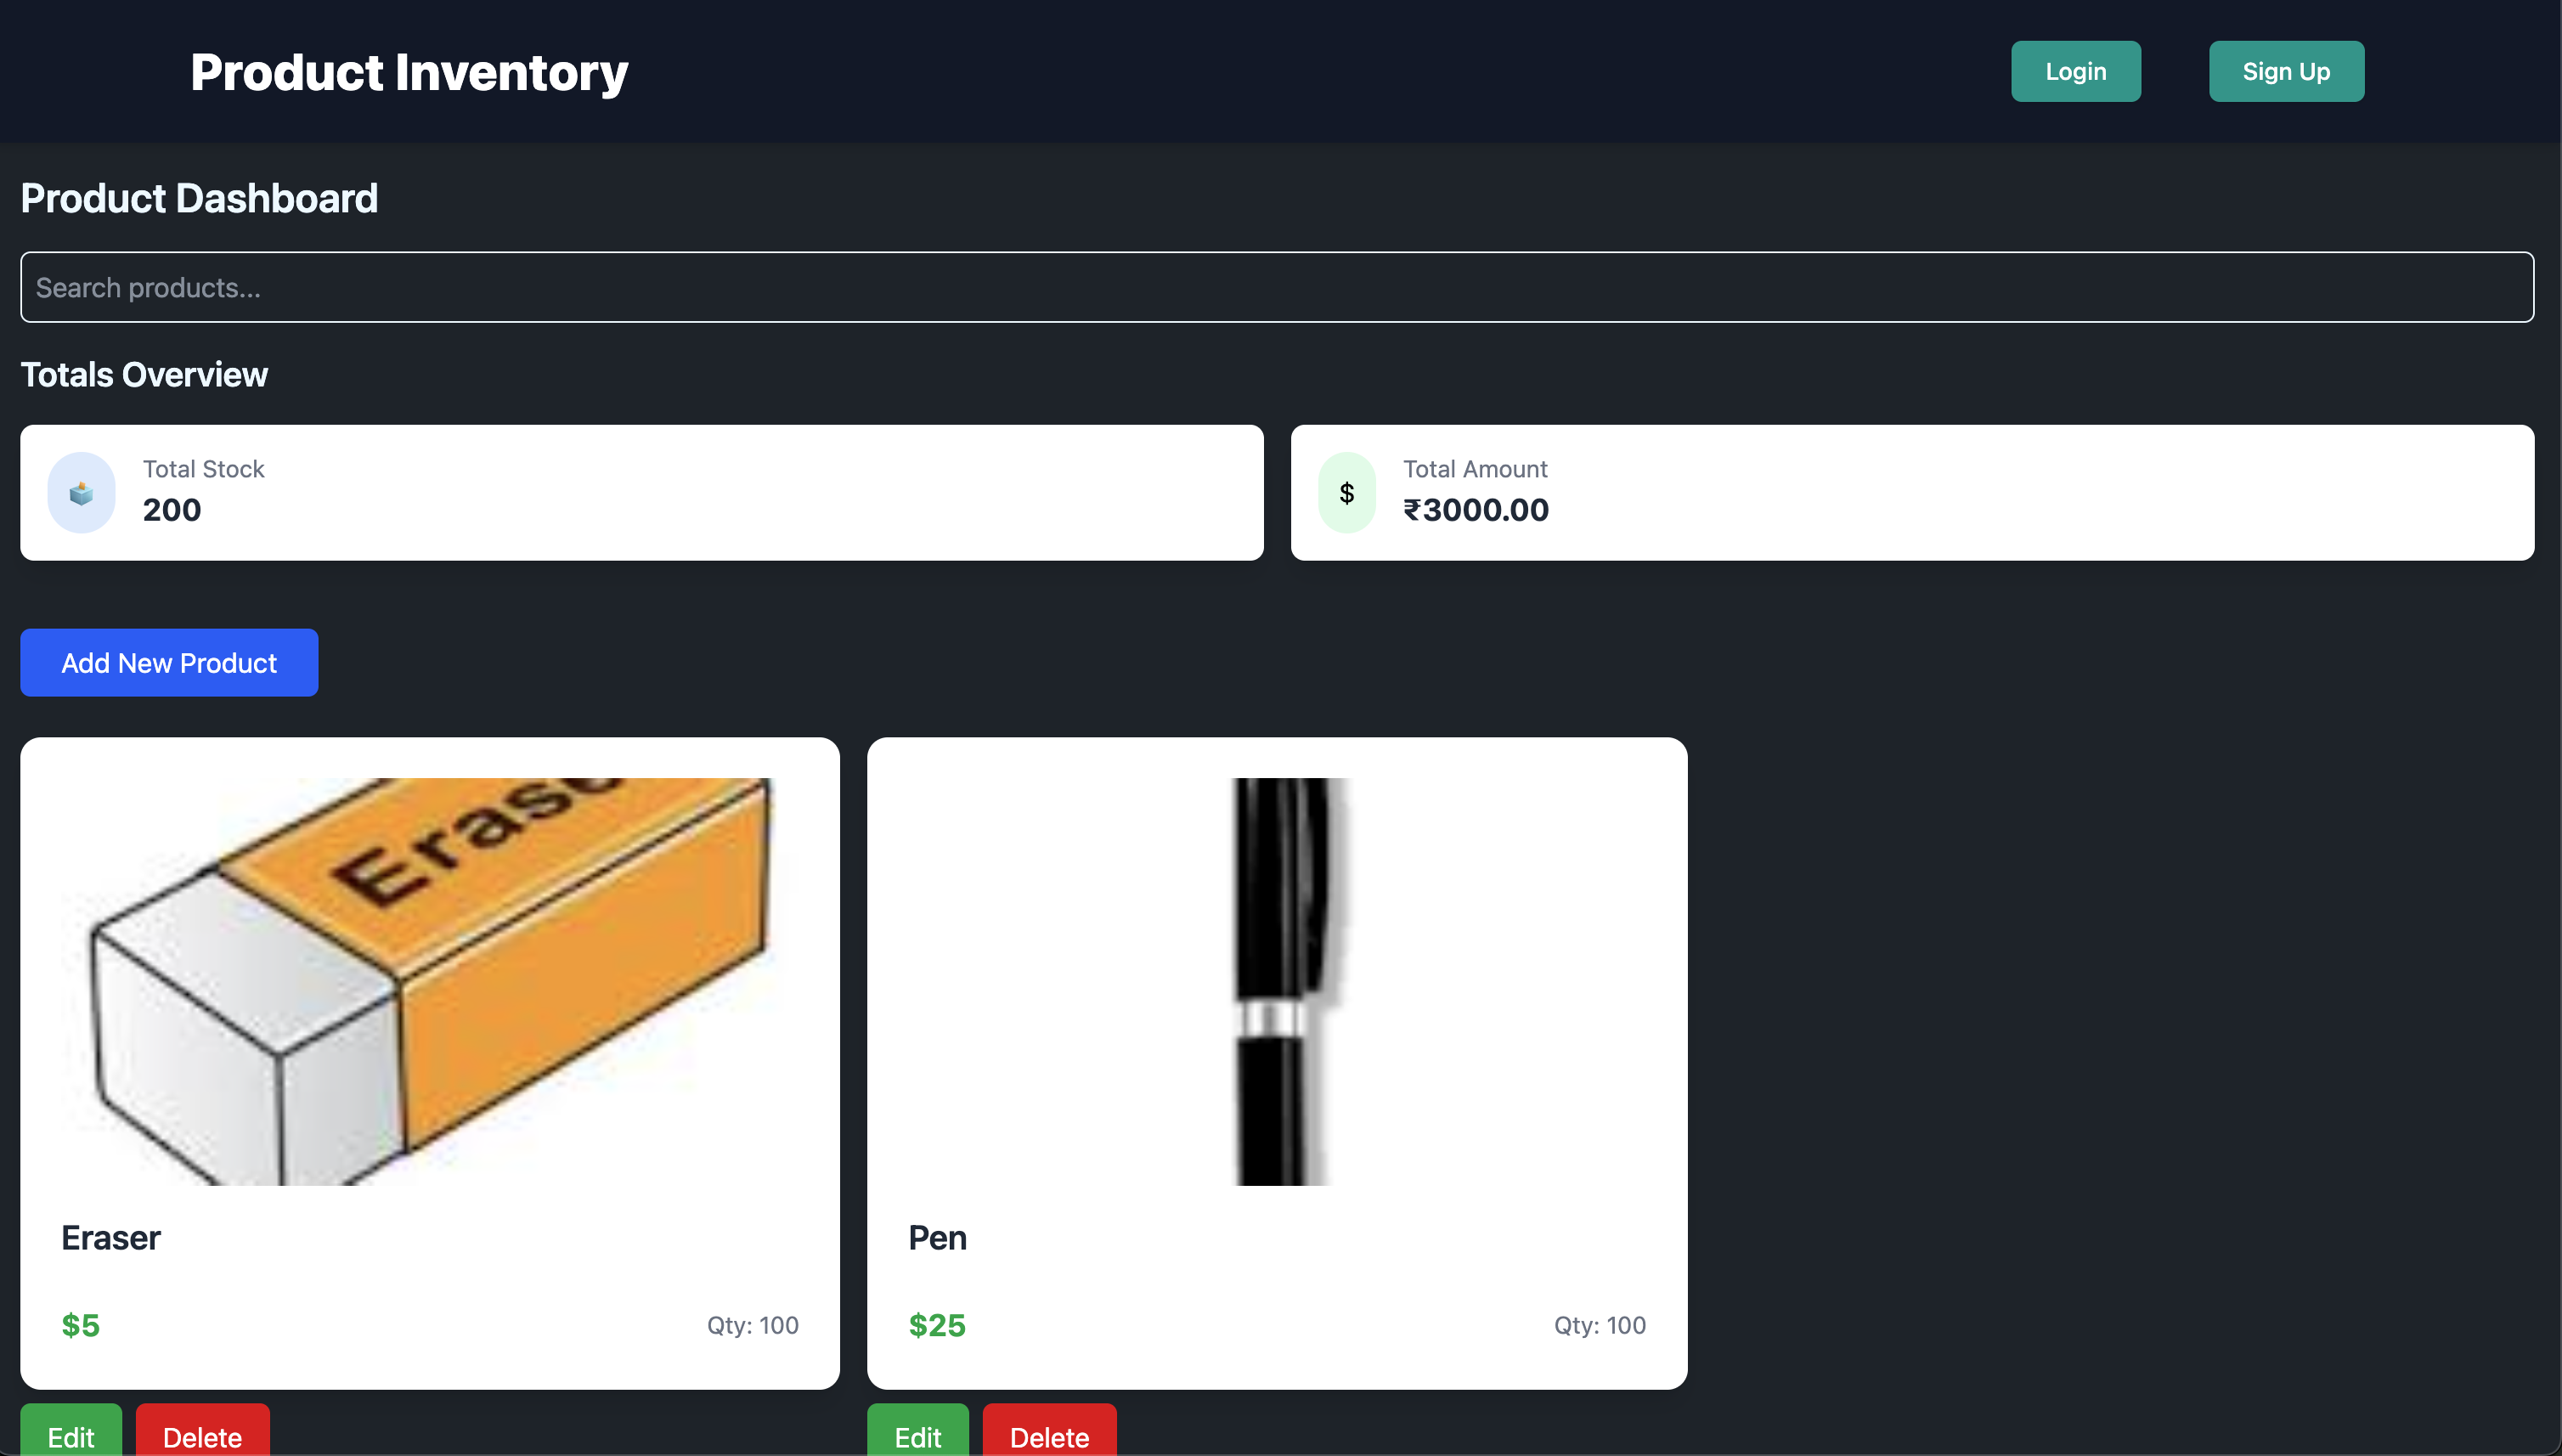 Product Inventory
Login
Sign Up
Product Dashboard
Search products...
Totals Overview
Total Stock
200
$
Total Amount
₹3000.00
Add New Product
Erase
Eraser
$5
Qty: 100
Pen
$25
Qty: 100
Edit
Delete
Edit
Delete